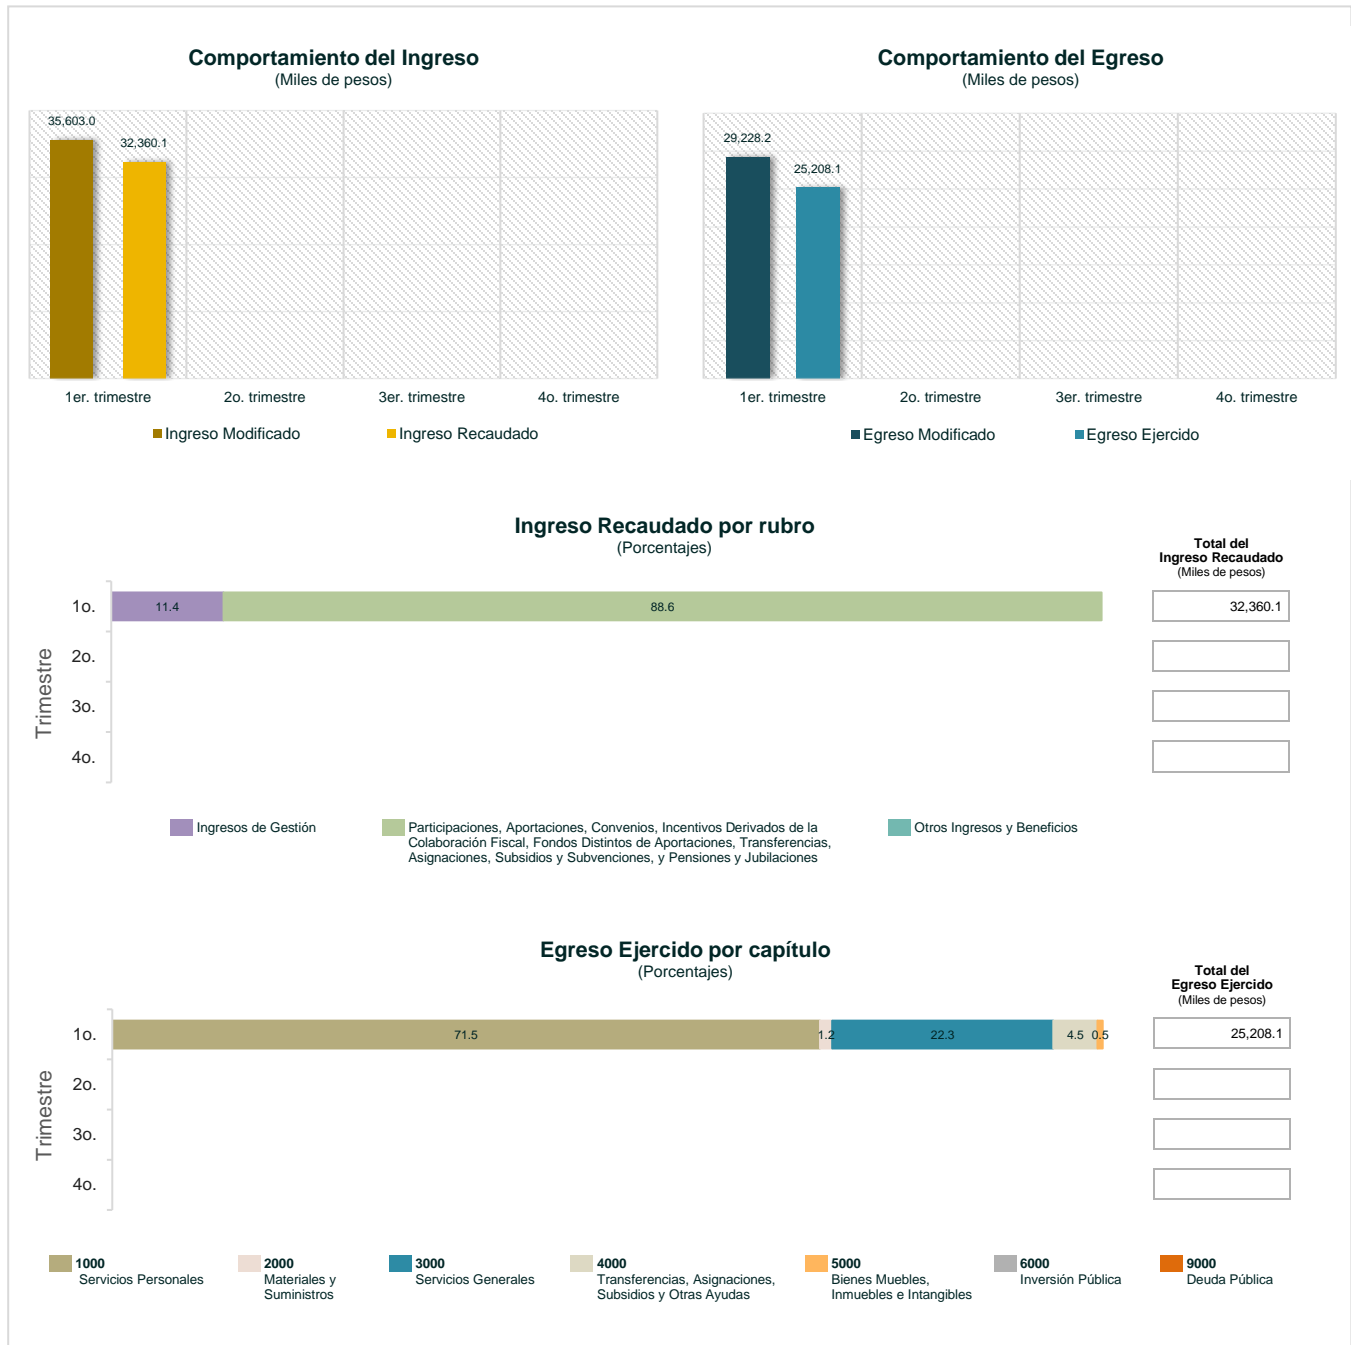 Comportamiento del Ingreso
(Miles de pesos)
35,603.0
32,360.1
1er. trimestre
2o. trimestre
3er. trimestre
4o. trimestre
Ingreso Modificado
Ingreso Recaudado
Comportamiento del Egreso
(Miles de pesos)
29,228.2
25,208.1
1er. trimestre
2o. trimestre
3er. trimestre
4o. trimestre
Egreso Modificado
Egreso Ejercido
Ingreso Recaudado por rubro
(Porcentajes)
Total del
Ingreso Recaudado
(Miles de pesos)
Trimestre
1o.
11.4
88.6
32,360.1
2o.
3o.
4o.
Ingresos de Gestión
Participaciones, Aportaciones, Convenios, Incentivos Derivados de la
Colaboración Fiscal, Fondos Distintos de Aportaciones, Transferencias,
Asignaciones, Subsidios y Subvenciones, y Pensiones y Jubilaciones
Otros Ingresos y Beneficios
Egreso Ejercido por capítulo
(Porcentajes)
Total del
Egreso Ejercido
(Miles de pesos)
Trimestre
1o.
71.5
1.2
22.3
4.5
0.5
25,208.1
2o.
3o.
4o.
1000
Servicios Personales
2000
Materiales y
Suministros
3000
Servicios Generales
4000
Transferencias, Asignaciones,
Subsidios y Otras Ayudas
5000
Bienes Muebles,
Inmuebles e Intangibles
6000
Inversión Pública
9000
Deuda Pública